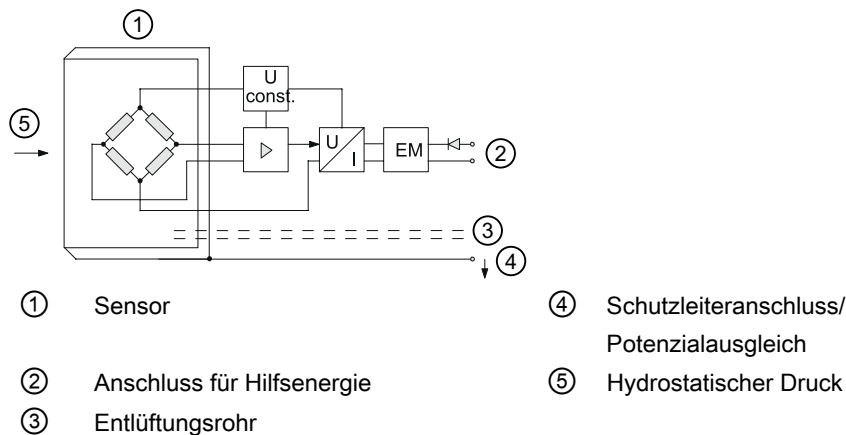 ①
U
const.
⑤
U
I
EM
②
③
④
① Sensor
④ Schutzleiteranschluss/
Potenzialausgleich
② Anschluss für Hilfsenergie
⑤ Hydrostatischer Druck
③ Entlüftungsrohr